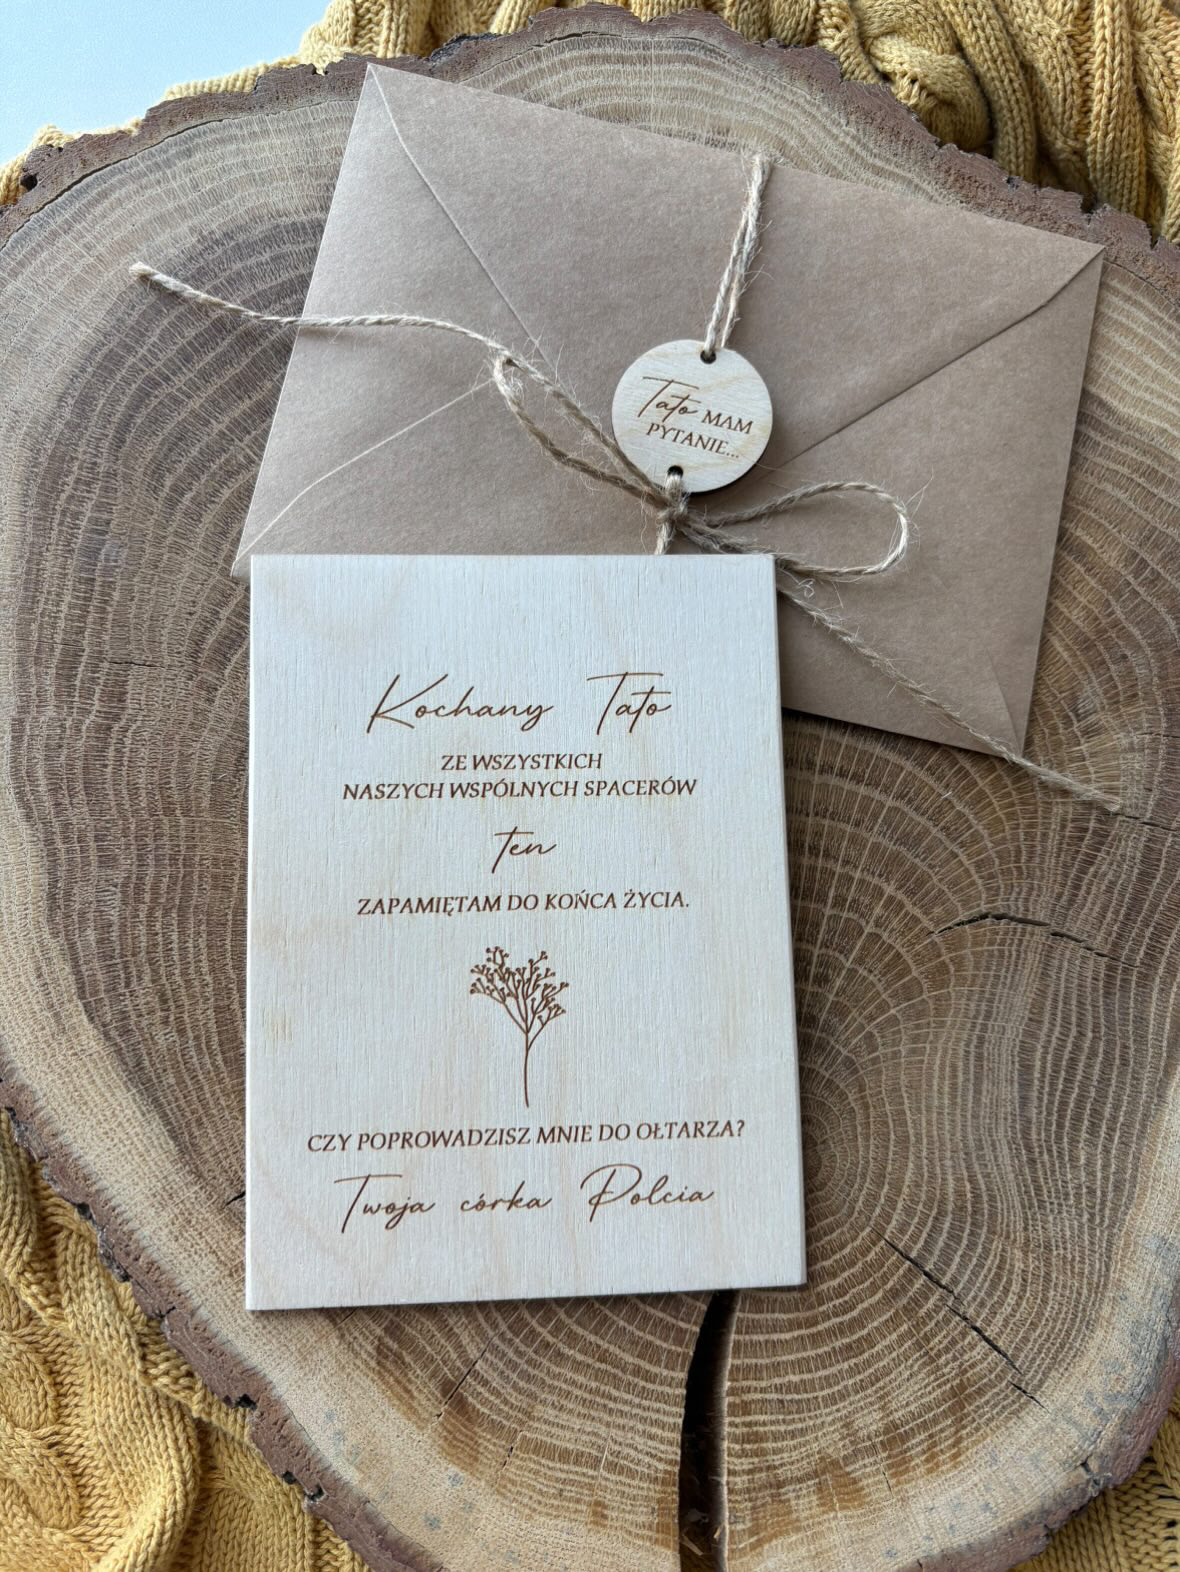 Tato MAM
PYTANIE...
Kochany Tato
ZE WSZYSTKICH
NASZYCH WSPÓLNYCH SPACERÓW
Ten
ZAPAMIĘTAM DO KOŃCA ŻYCIA.
CZY POPROWADZISZ MNIE DO OŁTARZA?
Twoja córka Polcia